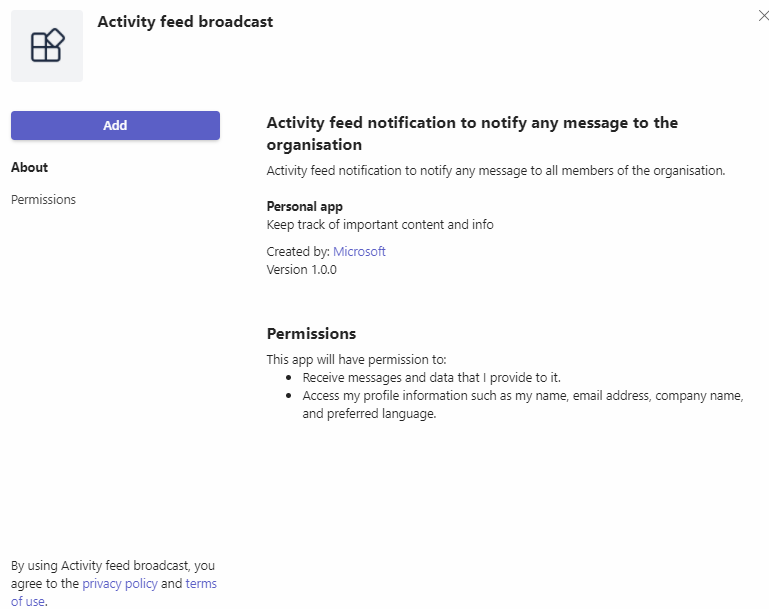 Activity feed broadcast
Add
About
Permissions
Activity feed notification to notify any message to the
organisation
Activity feed notification to notify any message to all members of the organisation.
Personal app
Keep track of important content and info
Created by: Microsoft
Version 1.0.0
Permissions
This app will have permission to:
• Receive messages and data that I provide to it.
• Access my profile information such as my name, email address, company name,
and preferred language.
By using Activity feed broadcast, you
agree to the privacy policy and terms
of use.